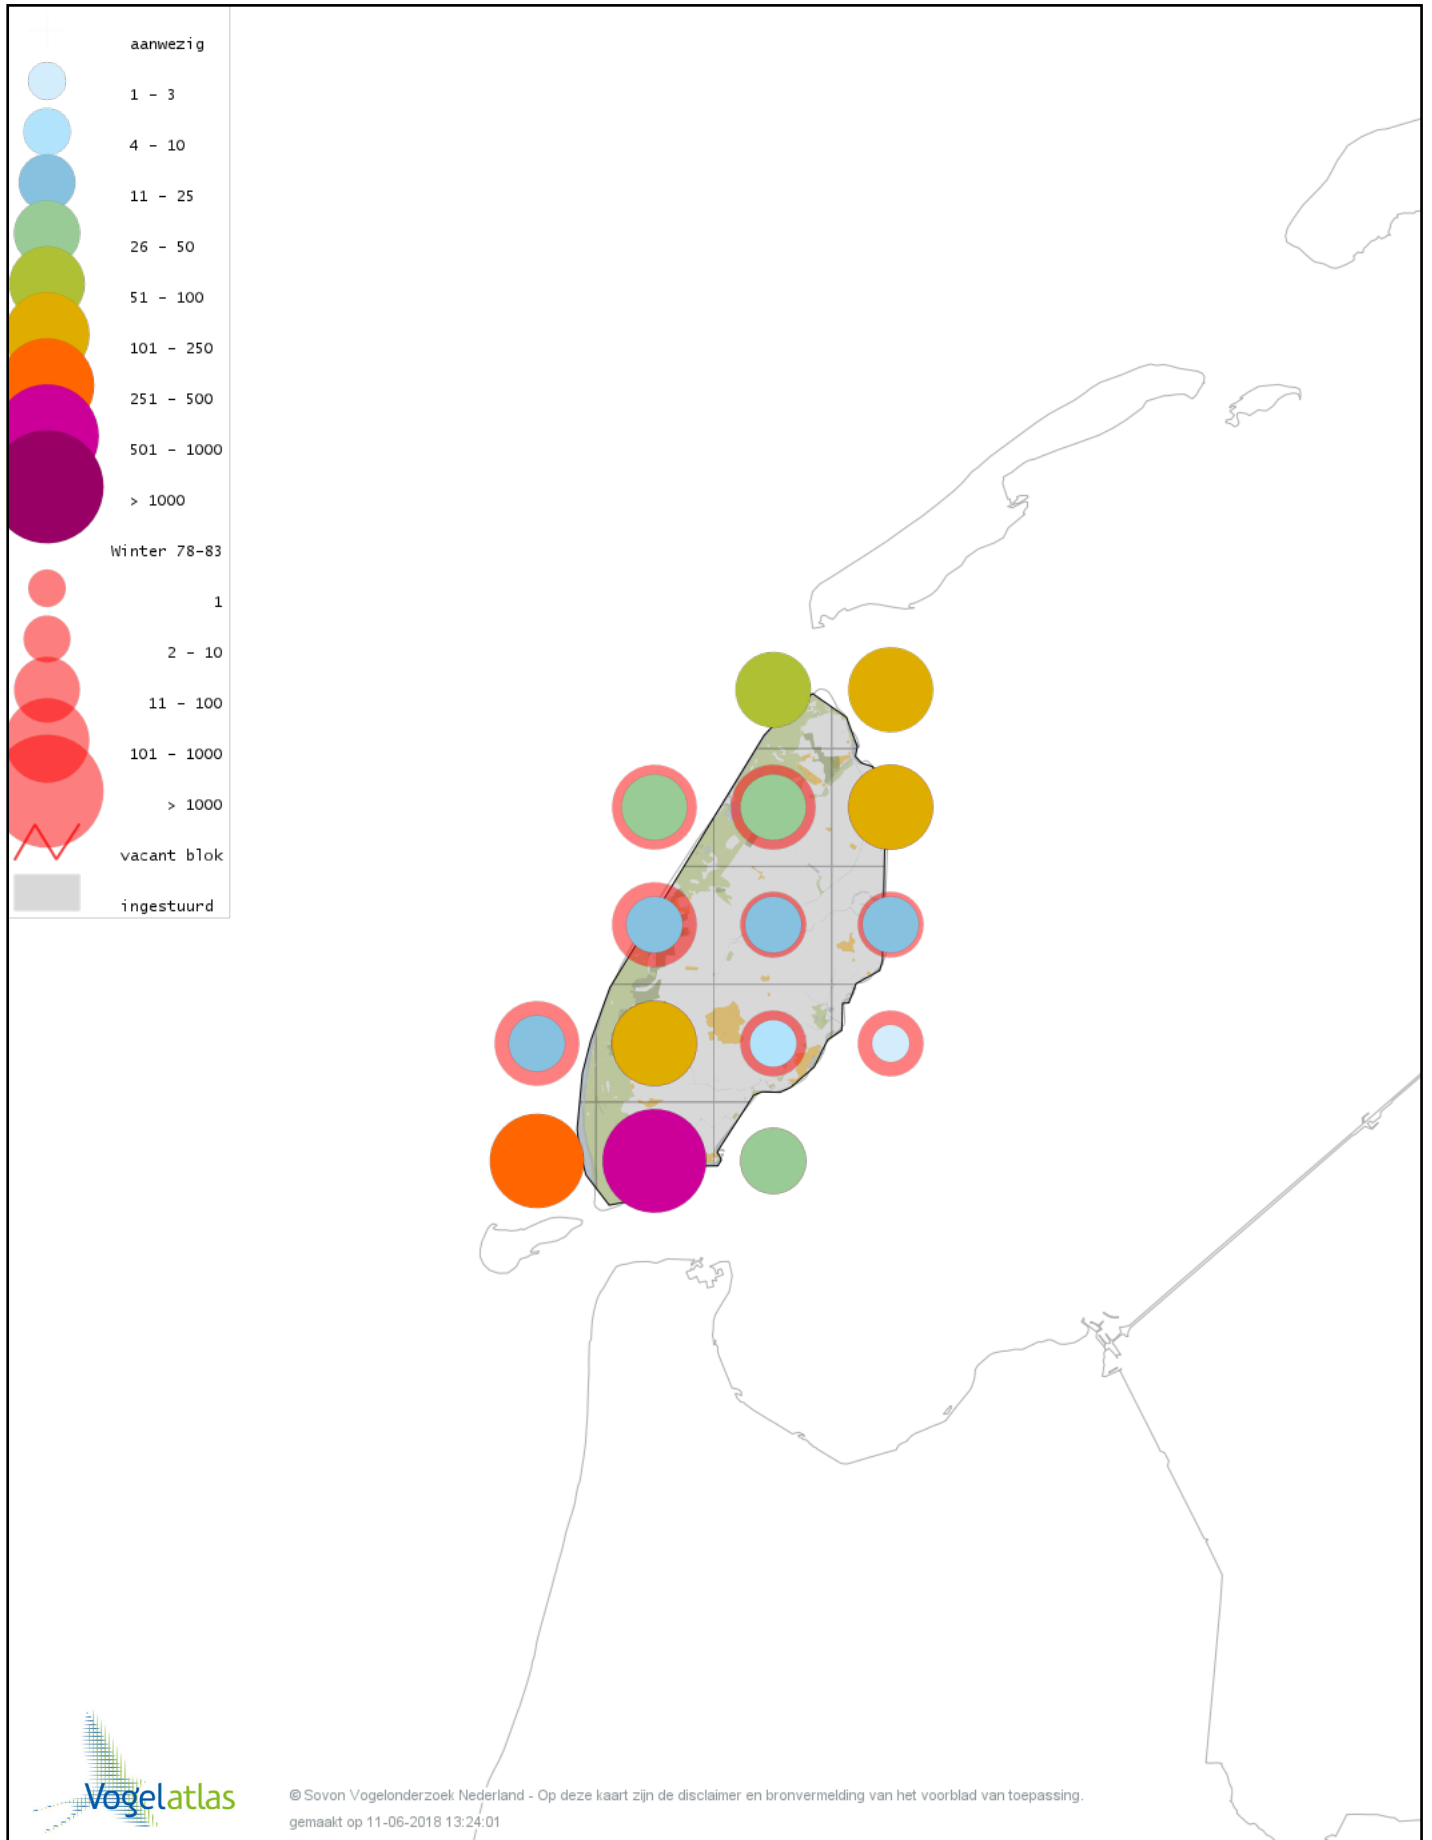 aanwezig
1 - 3
4 - 10
11 - 25
26 - 50
51 - 100
101 - 250
251 - 500
501 - 1000
> 1000
Winter 78-83
1
2 - 10
11 - 100
101 - 1000
> 1000
vacant blok
ingestuurd
Vogelatlas
© Sovon Vogelonderzoek Nederland - Op deze kaart zijn de disclaimer en bronvermelding van het voorblad van toepassing.
gemaakt op 11-06-2018 13:24:01